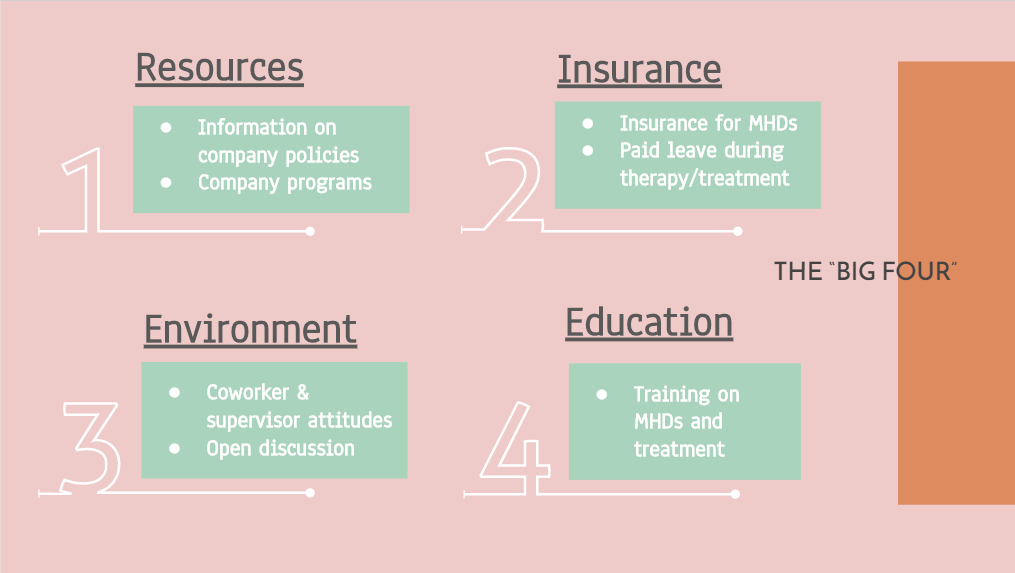 Resources
1
● Information on
company policies
● Company programs
Insurance
2
● Insurance for MHDs
● Paid leave during
therapy/treatment
THE “BIG FOUR”
Environment
3
● Coworker &
supervisor attitudes
● Open discussion
Education
4
● Training on
MHDs and
treatment